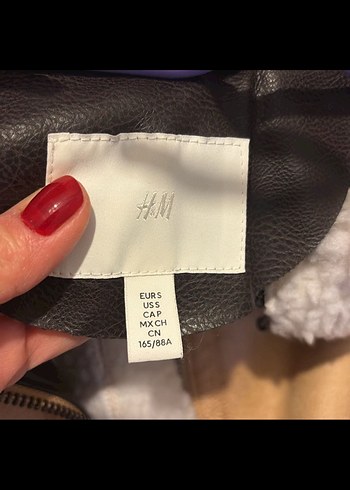 H&M
EUR S
US S
CA P
MX CH
CN
165/88A